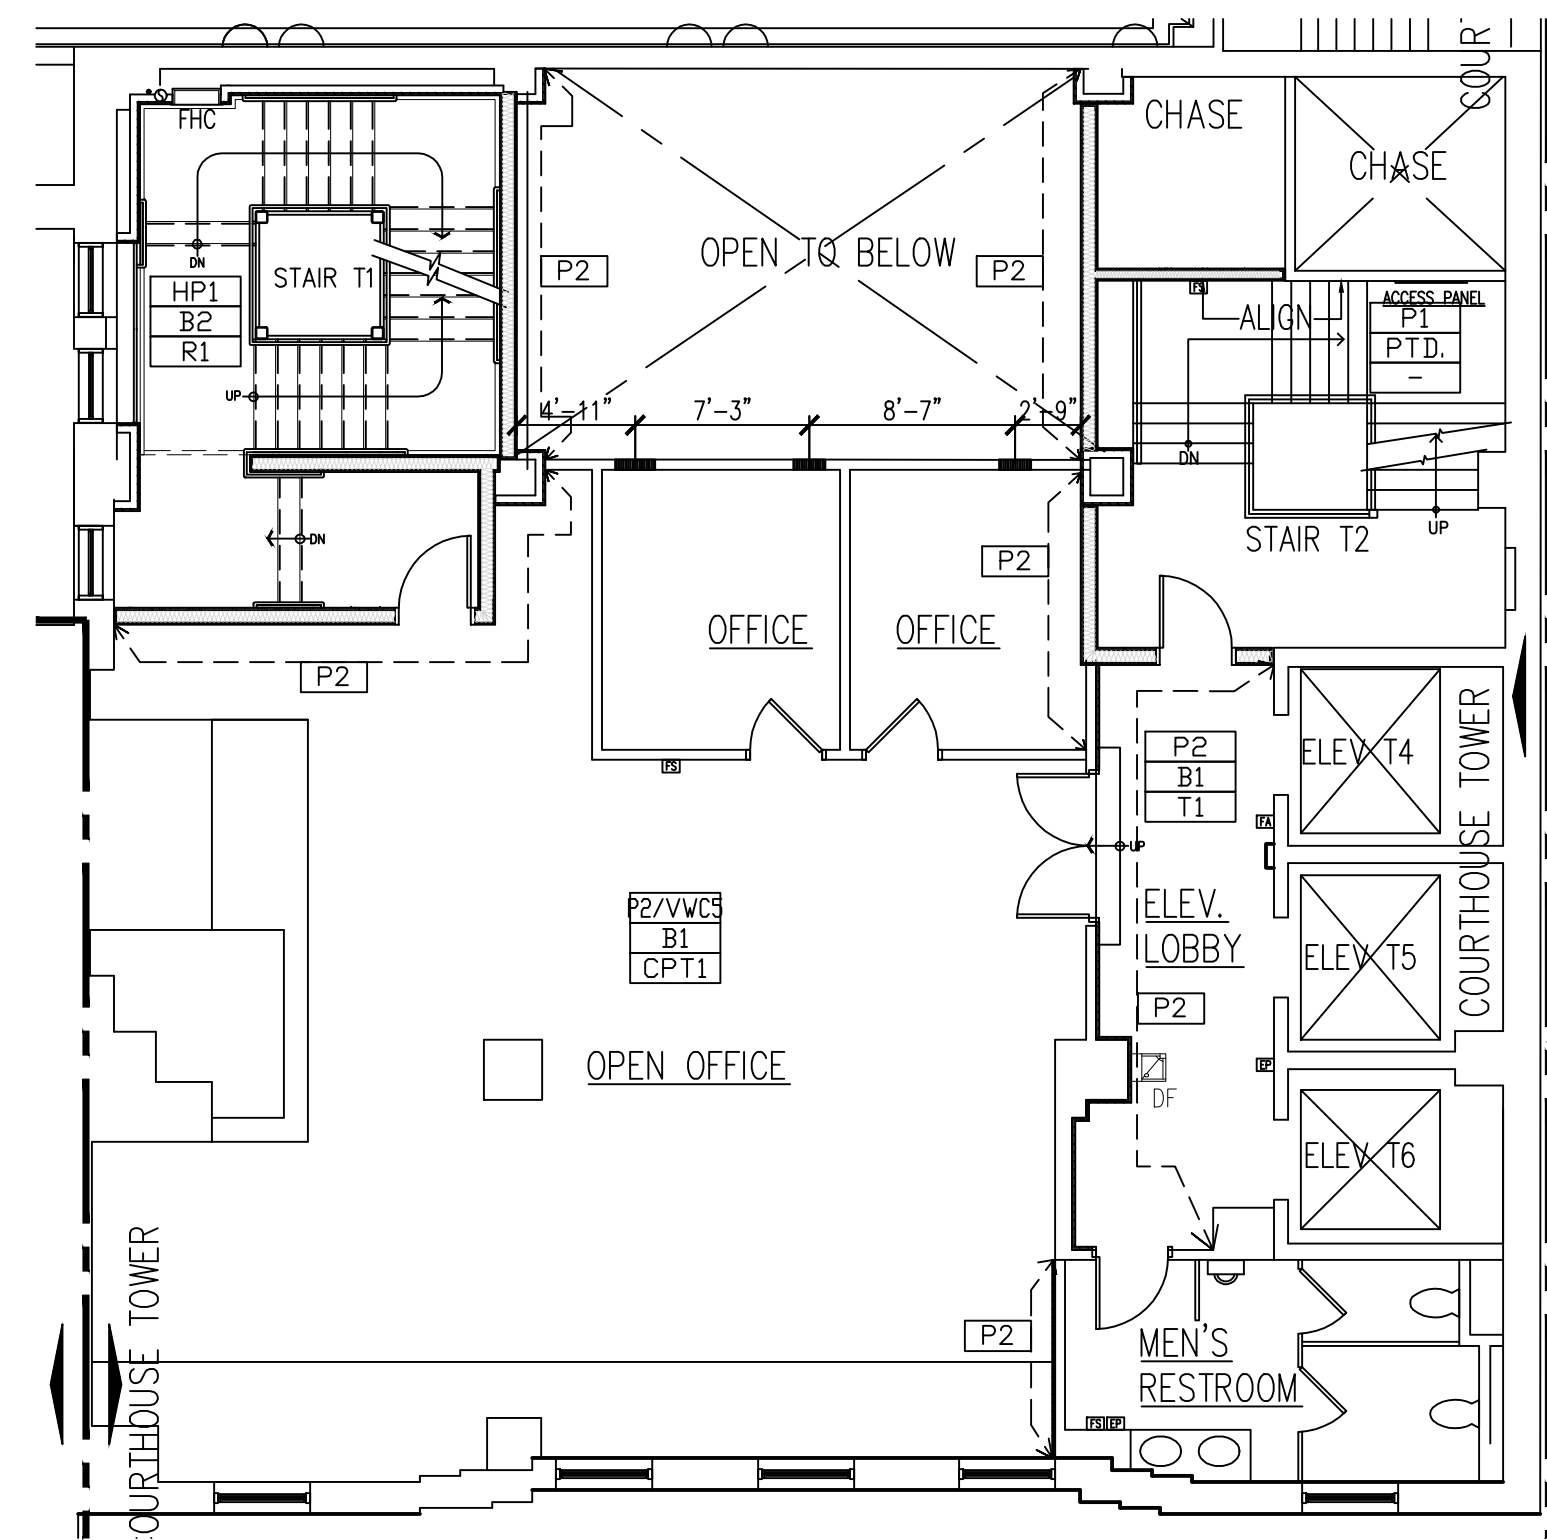 COUR
CHASE
CHASE
FHC
DN
STAIR T1
HP1
B2
R1
UP
OPEN TO BELOW
P2
P2
FS
ALIGN
ACCESS PANEL
P1
PTD.
-
4'-11"
7'-3"
8'-7"
2'-9"
DN
UP
STAIR T2
DN
P2
OFFICE
OFFICE
P2
FS
P2
B1
T1
ELEV T4
COURTHOUSE TOWER
FA
UP
P2/VWC5
B1
CPT1
ELEV.
LOBBY
ELEV T5
P2
OPEN OFFICE
EP
DF
ELEV T6
COURTHOUSE TOWER
P2
MEN'S
RESTROOM
FS
EP